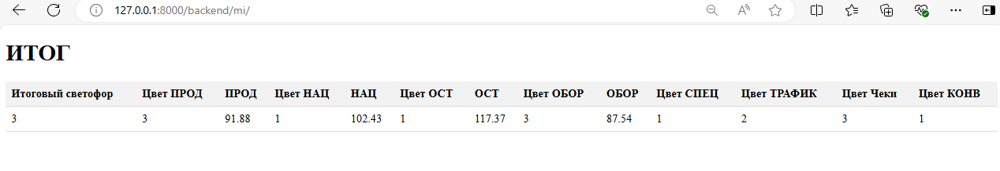 127.0.0.1:8000/backend/mi/
ИТОГ
Итоговый светофор Цвет ПРОД ПРОД Цвет НАЦ НАЦ Цвет ОСТ ОСТ Цвет ОБОР ОБОР Цвет СПЕЦ Цвет ТРАФИК Цвет Чеки Цвет КОНВ
3 3 91.88 1 102.43 1 117.37 3 87.54 1 2 3 1